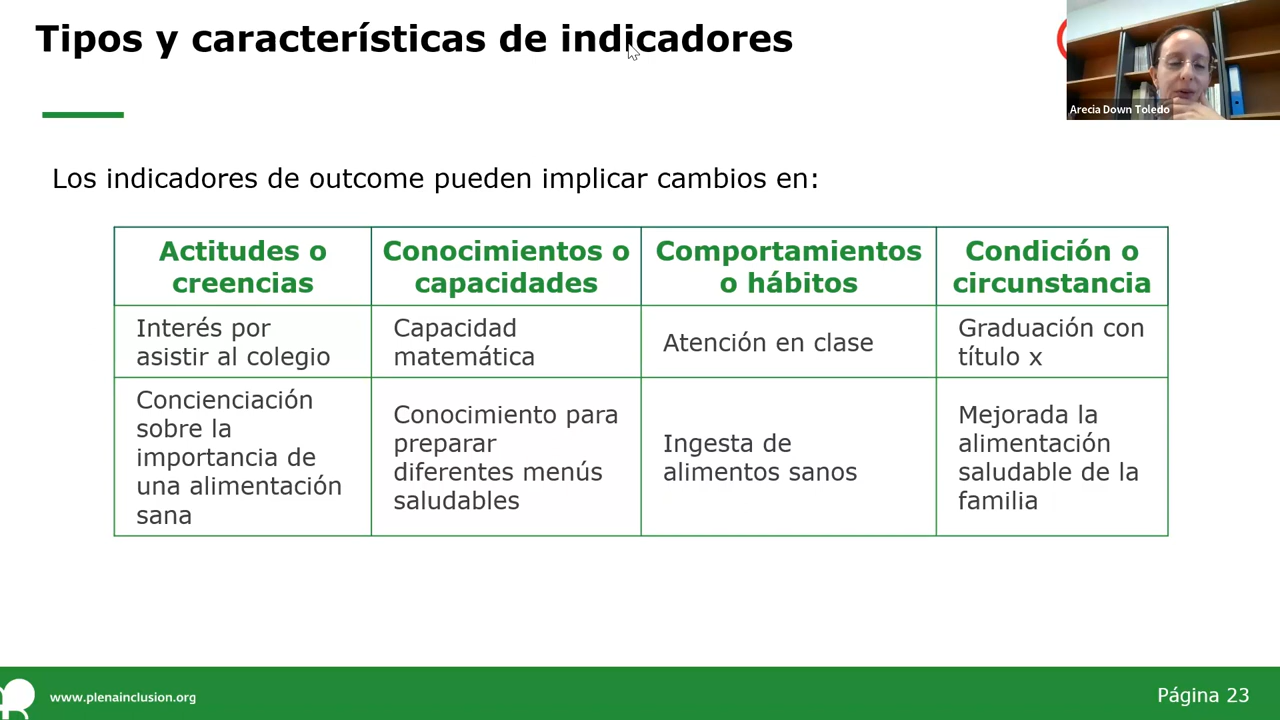 Tipos y características de indicadores
Arecia Down Toledo
Los indicadores de outcome pueden implicar cambios en:
Actitudes o
creencias
Conocimientos o
capacidades
Comportamientos
o hábitos
Condición o
circunstancia
Interés por
asistir al colegio
Capacidad
matemática
Atención en clase
Graduación con
título x
Concienciación
sobre la
importancia de
una alimentación
sana
Conocimiento para
preparar
diferentes menús
saludables
Ingesta de
alimentos sanos
Mejorada la
alimentación
saludable de la
familia
www.plenainclusion.org
Página 23